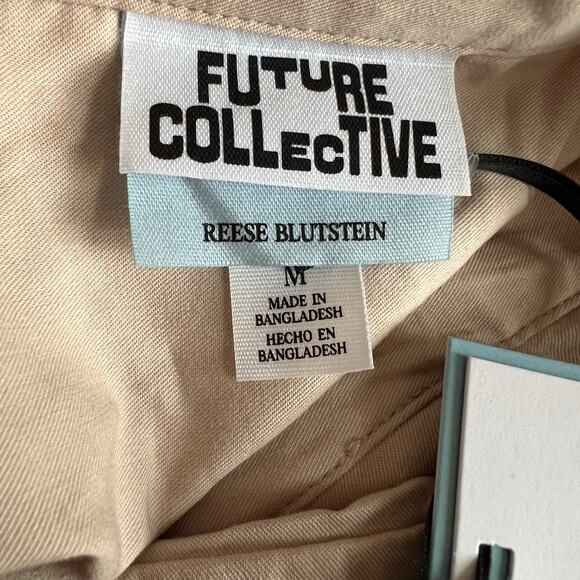 FUTURE
COLLECTIVE
REESE BLUTSTEIN
M
MADE IN
BANGLADESH
HECHO EN
BANGLADESH